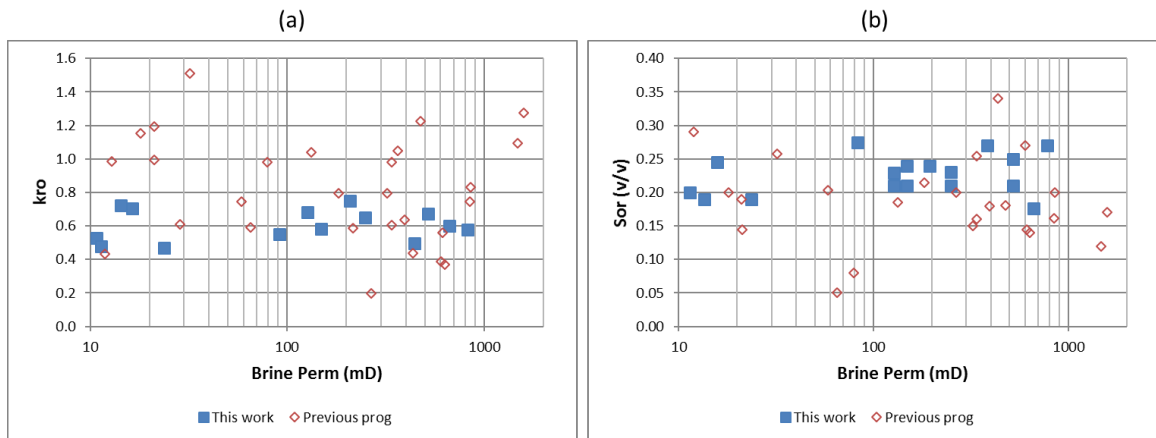 (a)
(b)
1.6
1.4
1.2
1.0
0.8
0.6
0.4
0.2
0.0
kro
10
100
1000
Brine Perm (mD)
This work
Previous prog
0.40
0.35
0.30
0.25
0.20
0.15
0.10
0.05
0.00
Sor (v/v)
10
100
1000
Brine Perm (mD)
This work
Previous prog